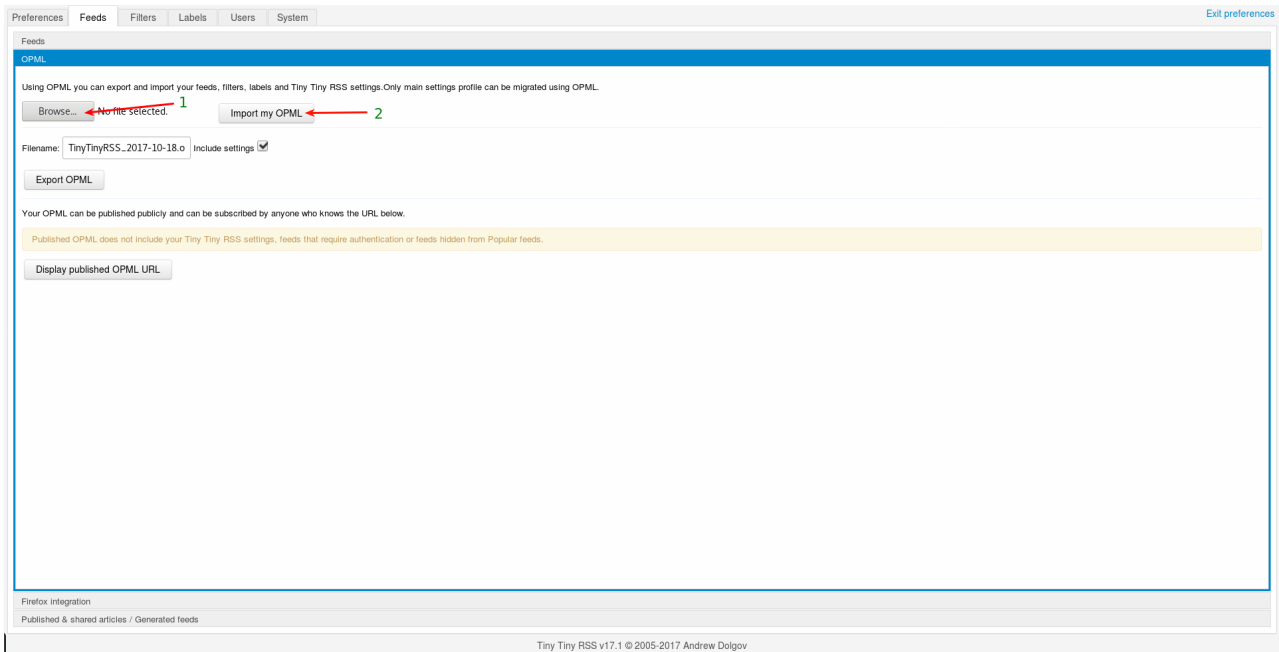 Preferences Feeds Filters Labels Users System Exit preferences
Feeds
OPML
Using OPML you can export and import your feeds, filters, labels and Tiny Tiny RSS settings.Only main settings profile can be migrated using OPML.
Browse... No file selected. 1 Import my OPML 2
Filename: TinyTinyRSS_2017-10-18.o Include settings
Export OPML
Your OPML can be published publicly and can be subscribed by anyone who knows the URL below.
Published OPML does not include your Tiny Tiny RSS settings, feeds that require authentication or feeds hidden from Popular feeds.
Display published OPML URL
Firefox integration
Published & shared articles / Generated feeds
Tiny Tiny RSS v17.1 © 2005-2017 Andrew Dolgov